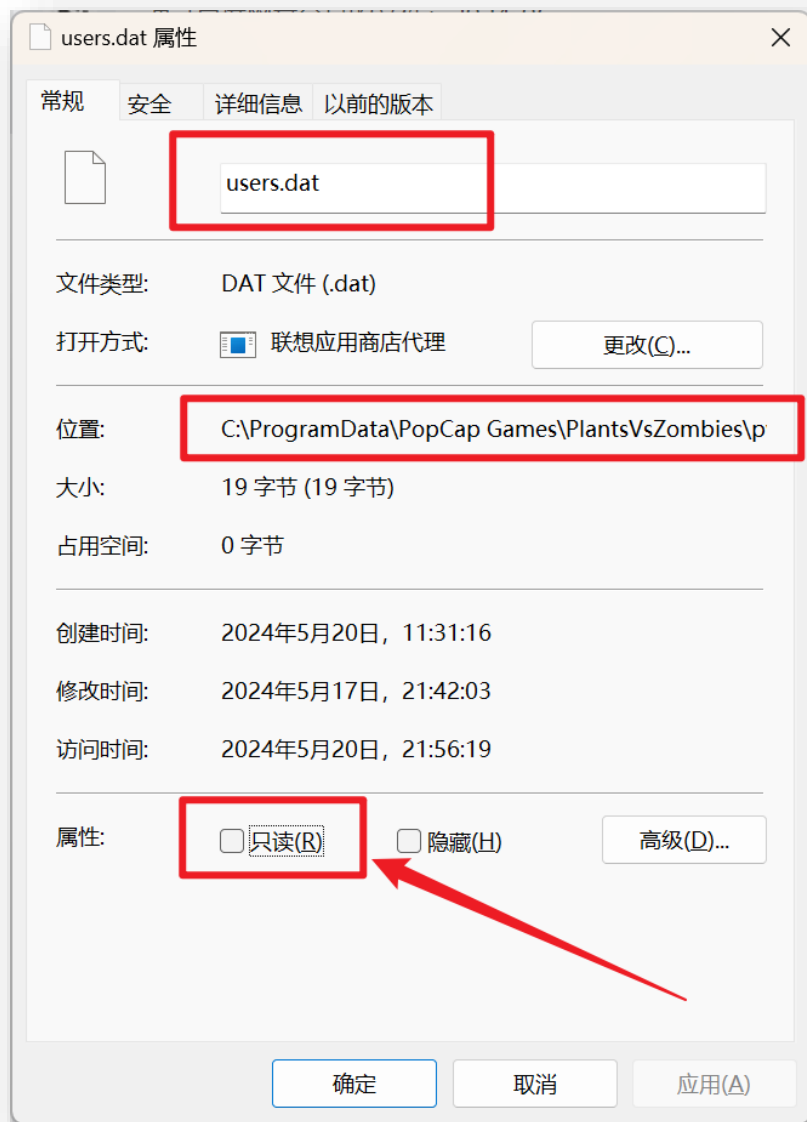 users.dat 属性
常规 安全 详细信息 以前的版本
users.dat
文件类型: DAT 文件 (.dat)
打开方式: 联想应用商店代理 更改(C)...
位置: C:\ProgramData\PopCap Games\PlantsVsZombies\p
大小: 19 字节 (19 字节)
占用空间: 0 字节
创建时间: 2024年5月20日，11:31:16
修改时间: 2024年5月17日，21:42:03
访问时间: 2024年5月20日，21:56:19
属性: 只读(R) 隐藏(H) 高级(D)...
确定 取消 应用(A)